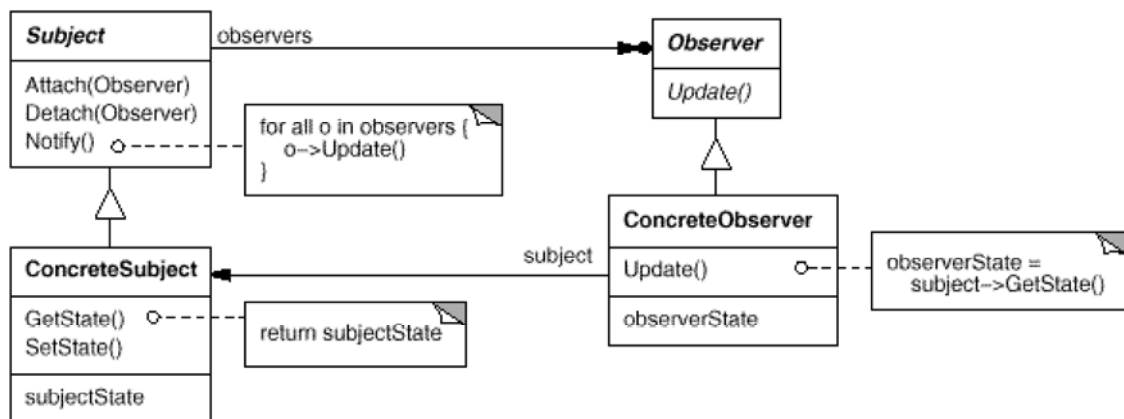 Subject
observers
Observer
Attach(Observer)
Detach(Observer)
Notify()
for all o in observers {
o->Update()
}
Update()
ConcreteSubject
GetState()
SetState()
subjectState
return subjectState
subject
ConcreteObserver
Update()
observerState
observerState =
subject->GetState()